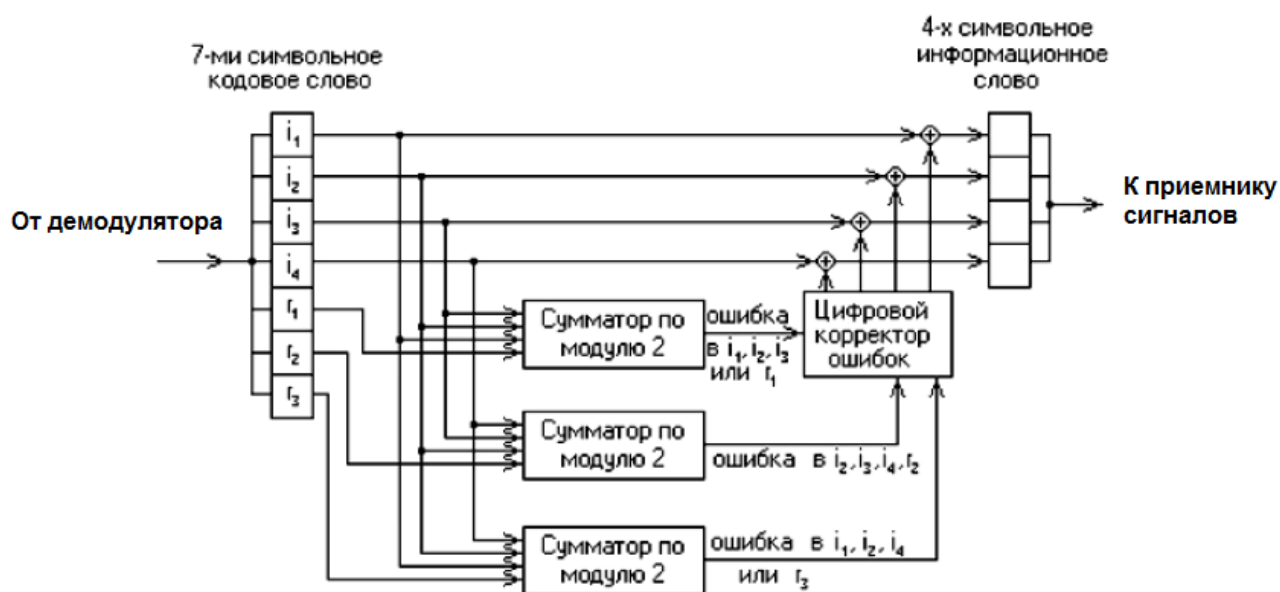 7-ми символьное
кодовое слово
4-х символьное
информационное
слово
От демодулятора
i₁
i₂
i₃
i₄
r₁
r₂
r₃
К приемнику
сигналов
Сумматор по
модулю 2
ошибка
в i₁, i₂, i₃
или r₁
Цифровой
корректор
ошибок
Сумматор по
модулю 2
ошибка в i₂, i₃, i₄, r₂
Сумматор по
модулю 2
ошибка в i₁, i₂, i₄
или r₃